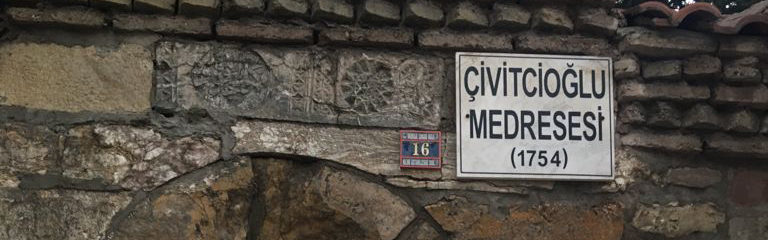 ÇİVİTCİOĞLU
MEDRESESİ
(1754)
16